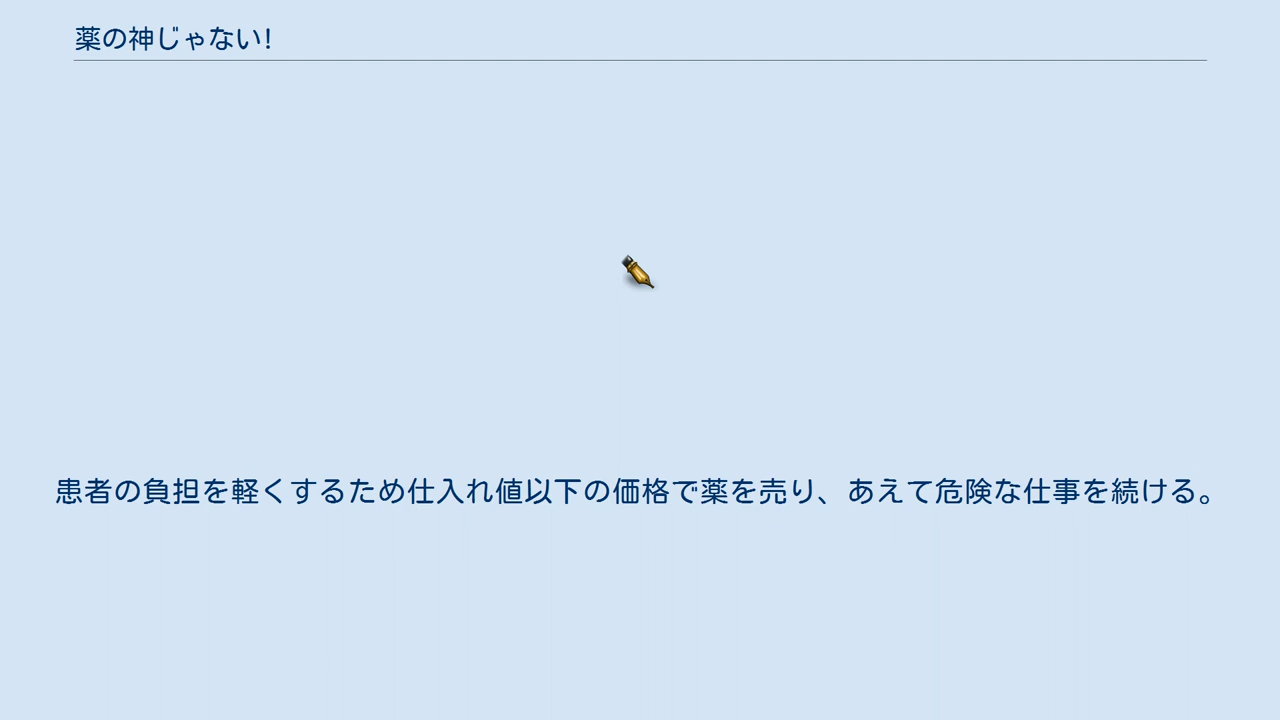 薬の神じゃない!
患者の負担を軽くするため仕入れ値以下の価格で薬を売り、あえて危険な仕事を続ける。